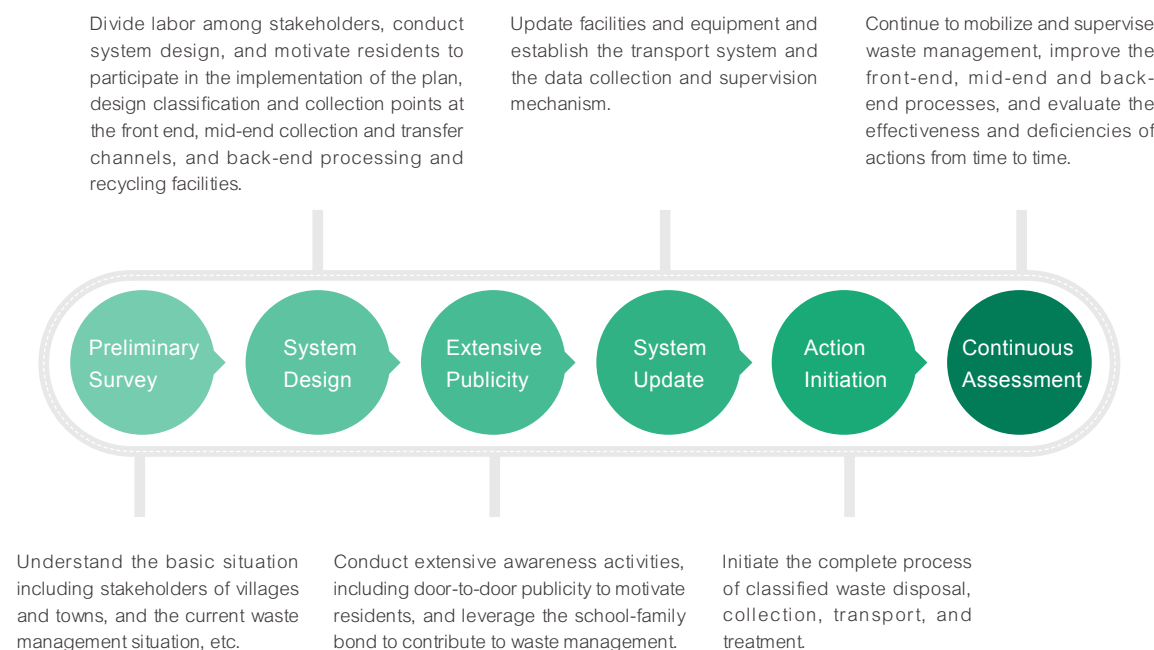 Divide labor among stakeholders, conduct
system design, and motivate residents to
participate in the implementation of the plan,
design classification and collection points at
the front end, mid-end collection and transfer
channels, and back-end processing and
recycling facilities.
Update facilities and equipment and
establish the transport system and
the data collection and supervision
mechanism.
Continue to mobilize and supervise
waste management, improve the
front-end, mid-end and back-
end processes, and evaluate the
effectiveness and deficiencies of
actions from time to time.
Preliminary
Survey
System
Design
Extensive
Publicity
System
Update
Action
Initiation
Continuous
Assessment
Understand the basic situation
including stakeholders of villages
and towns, and the current waste
management situation, etc.
Conduct extensive awareness activities,
including door-to-door publicity to motivate
residents, and leverage the school-family
bond to contribute to waste management.
Initiate the complete process
of classified waste disposal,
collection, transport, and
treatment.